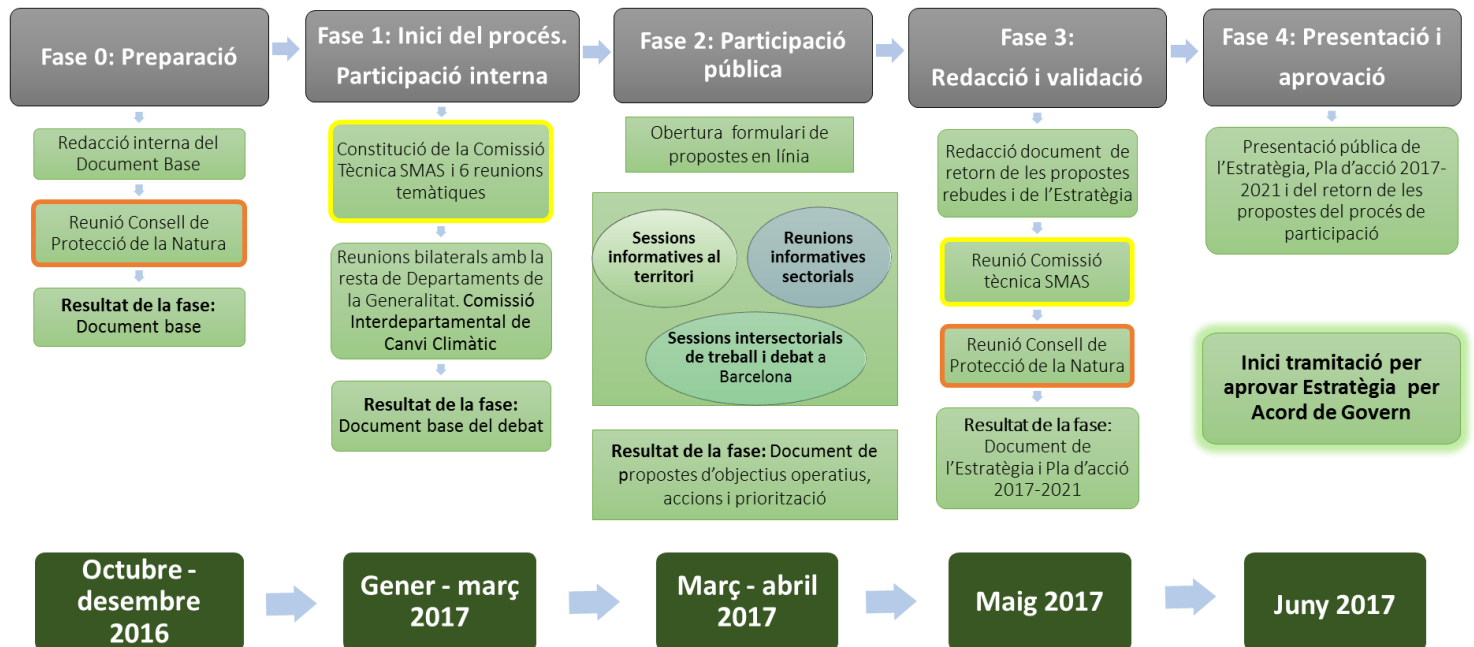 Fase 0: Preparació
Redacció interna del
Document Base
Reunió Consell de
Protecció de la Natura
Resultat de la fase:
Document base
Fase 1: Inici del procés.
Participació interna
Constitució de la Comissió
Tècnica SMAS i 6 reunions
temàtiques
Reunions bilaterals amb la
resta de Departaments de
la Generalitat. Comissió
Interdepartamental de
Canvi Climàtic
Resultat de la fase:
Document base del debat
Fase 2: Participació
pública
Obertura formulari de
propostes en línia
Sessions
informatives al
territori
Reunions
informatives
sectorials
Sessions intersectorials
de treball i debat a
Barcelona
Resultat de la fase: Document de
propostes d'objectius operatius,
accions i priorització
Fase 3:
Redacció i validació
Redacció document de
retorn de les propostes
rebudes i de l'Estratègia
Reunió Comissió
tècnica SMAS
Reunió Consell de
Protecció de la Natura
Resultat de la fase:
Document de
l'Estratègia i Pla d'acció
2017-2021
Fase 4: Presentació i
aprovació
Presentació pública de
l'Estratègia, Pla d'acció 2017-
2021 i del retorn de les
propostes del procés de
participació
Inici tramitació per
aprovar Estratègia per
Acord de Govern
Octubre -
desembre
2016
Gener - març
2017
Març - abril
2017
Maig 2017
Juny 2017